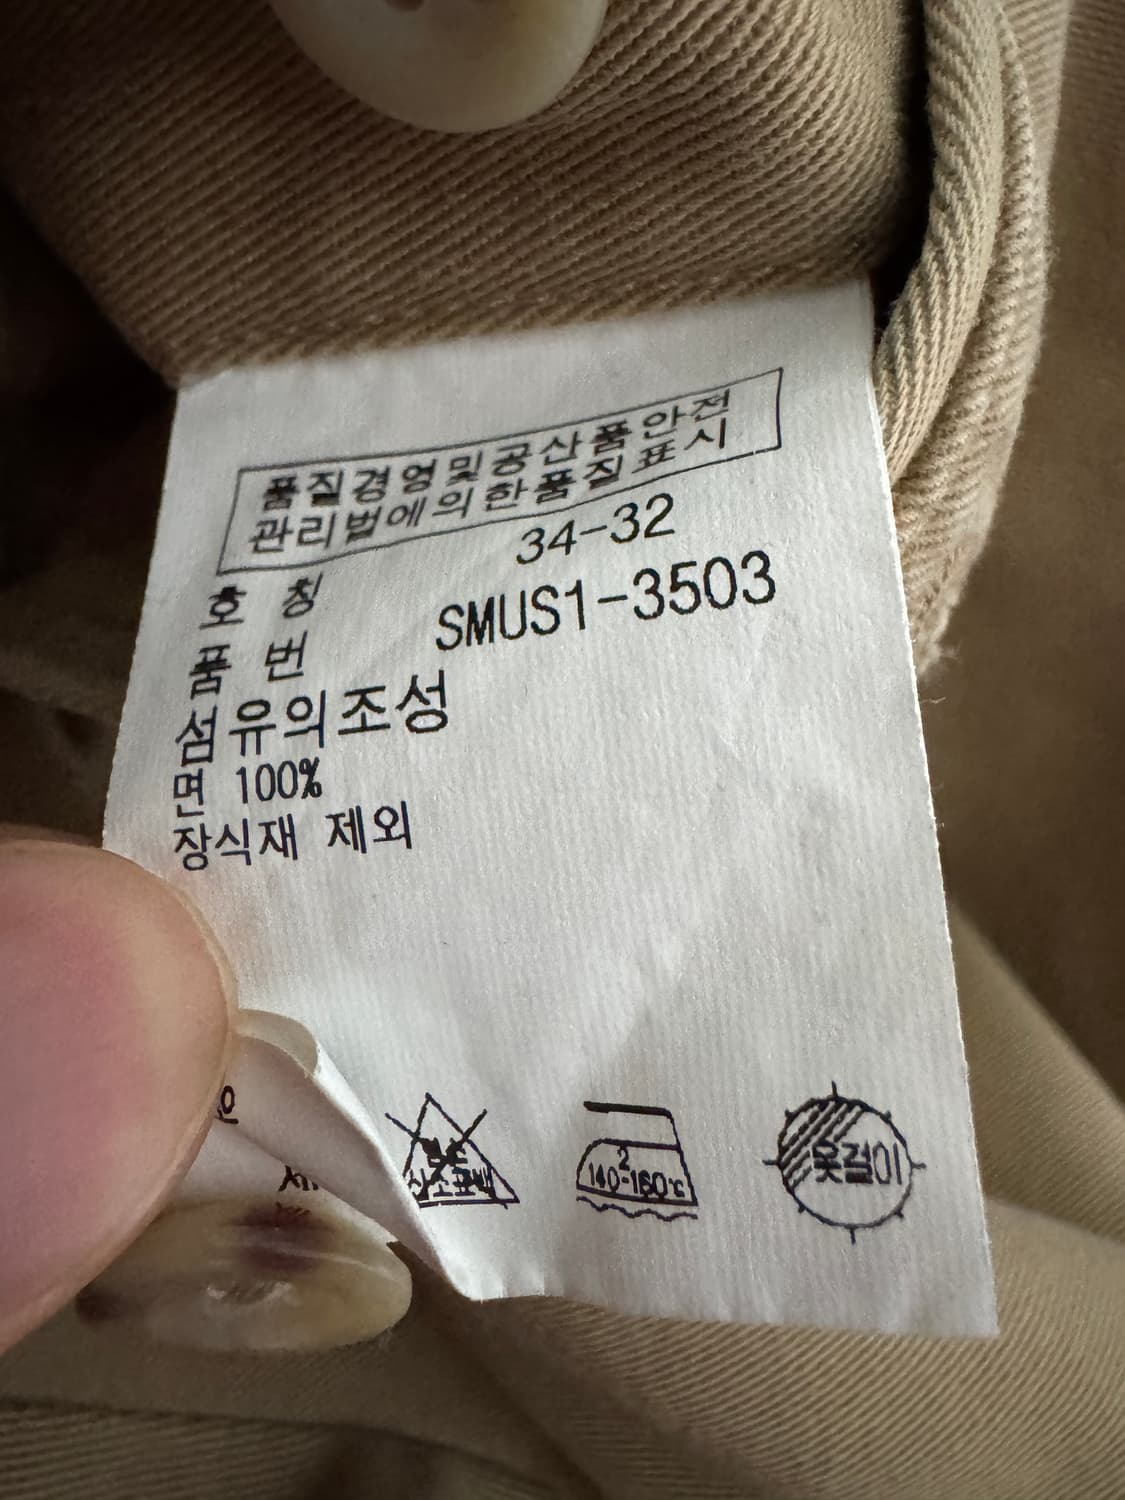 품질경영및공산품안전
관리법에의한품질표시
호 칭 34-32
품 번 SMUS1-3503
섬유의조성
면 100%
장식재 제외
산소표백
2
140-160℃
옷걸이